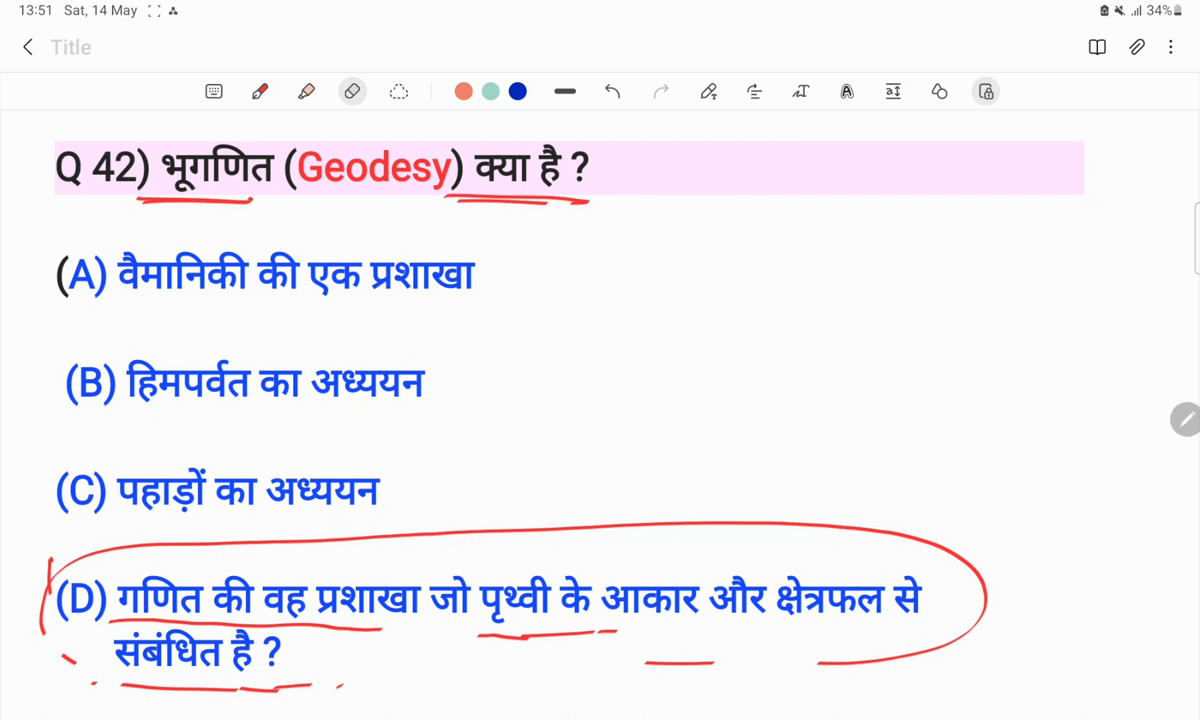 13:51 Sat, 14 May 34%
Title
Q 42) भूगणित (Geodesy) क्या है ?
(A) वैमानिकी की एक प्रशाखा
(B) हिमपर्वत का अध्ययन
(C) पहाड़ों का अध्ययन
(D) गणित की वह प्रशाखा जो पृथ्वी के आकार और क्षेत्रफल से
संबंधित है ?